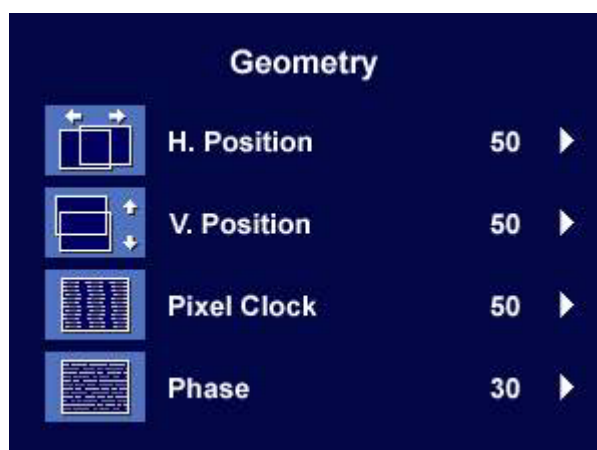 Geometry
H. Position 50
V. Position 50
Pixel Clock 50
Phase 30